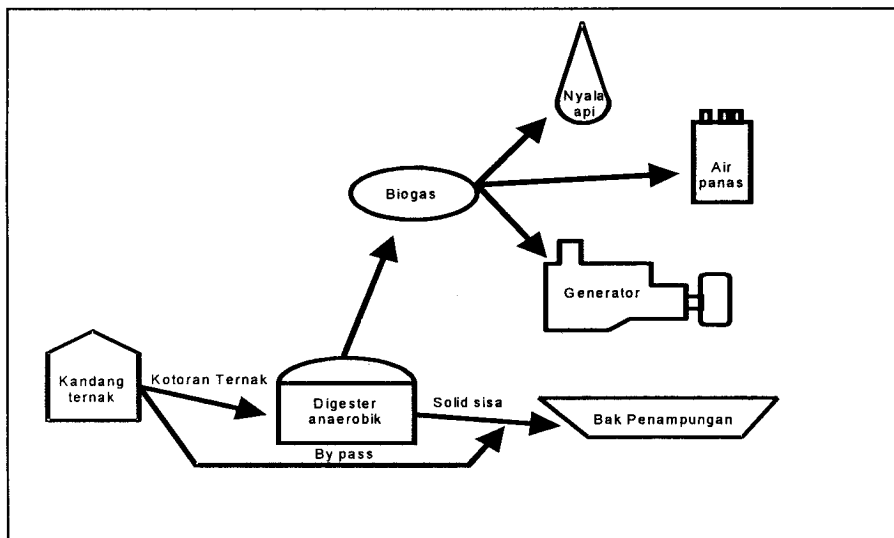 Nyala
api
Air
panas
Biogas
Generator
Kandang
ternak
Kotoran Ternak
Digester
anaerobik
Solid sisa
Bak Penampungan
By pass